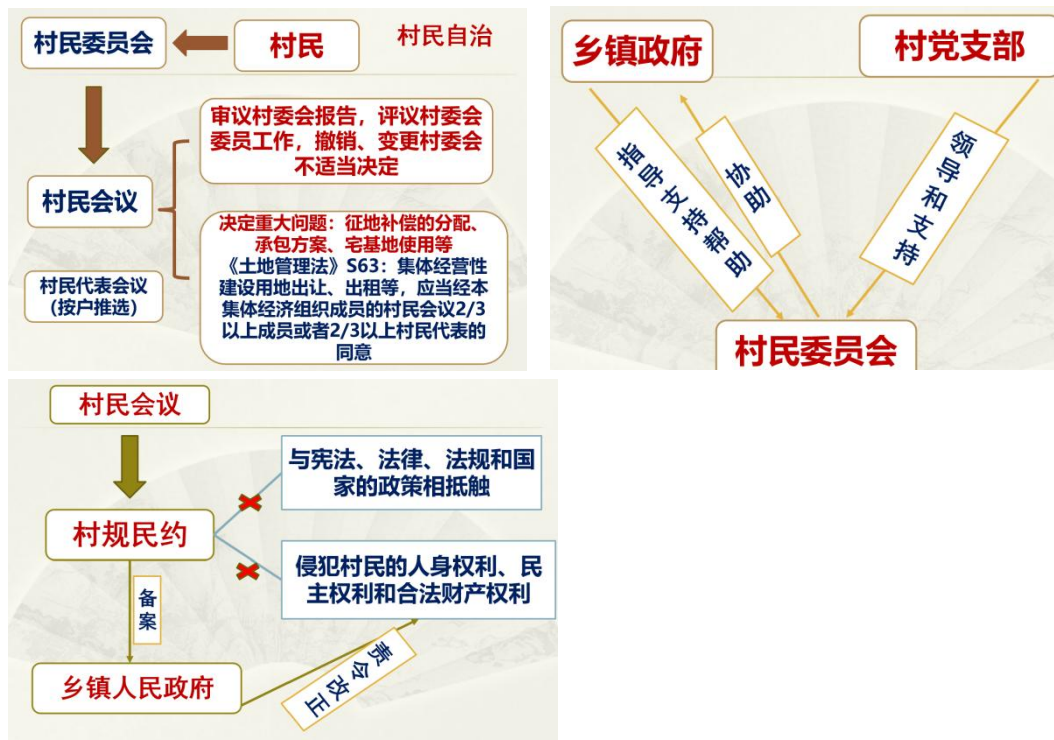 村民委员会
村民
村民自治
审议村委会报告，评议村委会
委员工作，撤销、变更村委会
不适当决定
村民会议
决定重大问题：征地补偿的分配、
承包方案、宅基地使用等
《土地管理法》S63：集体经营性
建设用地出让、出租等，应当经本
集体经济组织成员的村民会议2/3
以上成员或者2/3以上村民代表的
同意
村民代表会议
（按户推选）
乡镇政府
村党支部
指导支持帮助
协助
领导和支持
村民委员会
村民会议
与宪法、法律、法规和国
家的政策相抵触
村规民约
侵犯村民的人身权利、民
主权利和合法财产权利
备案
责令改正
乡镇人民政府